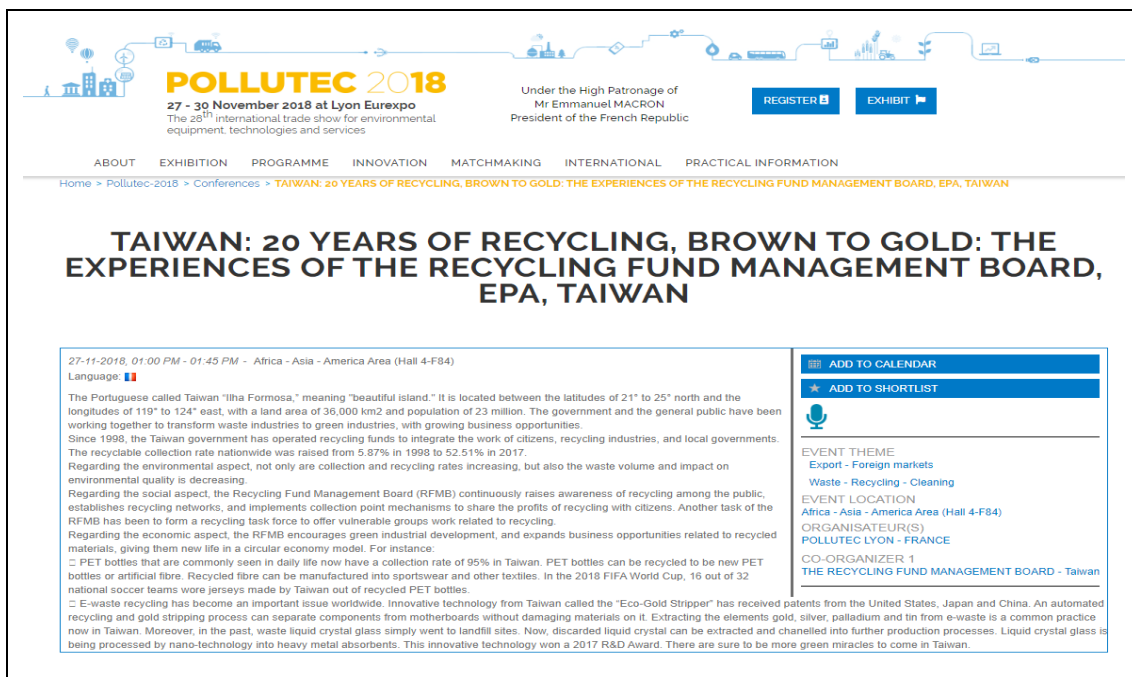 POLLUTEC 2018
27 - 30 November 2018 at Lyon Eurexpo
The 28th international trade show for environmental
equipment, technologies and services
Under the High Patronage of
Mr Emmanuel MACRON
President of the French Republic
REGISTER
EXHIBIT
ABOUT EXHIBITION PROGRAMME INNOVATION MATCHMAKING INTERNATIONAL PRACTICAL INFORMATION
Home > Pollutec-2018 > Conferences > TAIWAN: 20 YEARS OF RECYCLING, BROWN TO GOLD: THE EXPERIENCES OF THE RECYCLING FUND MANAGEMENT BOARD, EPA, TAIWAN
TAIWAN: 20 YEARS OF RECYCLING, BROWN TO GOLD: THE
EXPERIENCES OF THE RECYCLING FUND MANAGEMENT BOARD,
EPA, TAIWAN
27-11-2018, 01:00 PM - 01:45 PM - Africa - Asia - America Area (Hall 4-F84)
Language:
The Portuguese called Taiwan "Ilha Formosa," meaning "beautiful island." It is located between the latitudes of 21° to 25° north and the
longitudes of 119° to 124° east, with a land area of 36,000 km2 and population of 23 million. The government and the general public have been
working together to transform waste industries to green industries, with growing business opportunities.
Since 1998, the Taiwan government has operated recycling funds to integrate the work of citizens, recycling industries, and local governments.
The recyclable collection rate nationwide was raised from 5.87% in 1998 to 52.51% in 2017.
Regarding the environmental aspect, not only are collection and recycling rates increasing, but also the waste volume and impact on
environmental quality is decreasing.
Regarding the social aspect, the Recycling Fund Management Board (RFMB) continuously raises awareness of recycling among the public,
establishes recycling networks, and implements collection point mechanisms to share the profits of recycling with citizens. Another task of the
RFMB has been to form a recycling task force to offer vulnerable groups work related to recycling.
Regarding the economic aspect, the RFMB encourages green industrial development, and expands business opportunities related to recycled
materials, giving them new life in a circular economy model. For instance:
□ PET bottles that are commonly seen in daily life now have a collection rate of 95% in Taiwan. PET bottles can be recycled to be new PET
bottles or artificial fibre. Recycled fibre can be manufactured into sportswear and other textiles. In the 2018 FIFA World Cup, 16 out of 32
national soccer teams wore jerseys made by Taiwan out of recycled PET bottles.
□ E-waste recycling has become an important issue worldwide. Innovative technology from Taiwan called the "Eco-Gold Stripper" has received patents from the United States, Japan and China. An automated
recycling and gold stripping process can separate components from motherboards without damaging materials on it. Extracting the elements gold, silver, palladium and tin from e-waste is a common practice
now in Taiwan. Moreover, in the past, waste liquid crystal glass simply went to landfill sites. Now, discarded liquid crystal can be extracted and chanelled into further production processes. Liquid crystal glass is
being processed by nano-technology into heavy metal absorbents. This innovative technology won a 2017 R&D Award. There are sure to be more green miracles to come in Taiwan.
ADD TO CALENDAR
ADD TO SHORTLIST
EVENT THEME
Export - Foreign markets
Waste - Recycling - Cleaning
EVENT LOCATION
Africa - Asia - America Area (Hall 4-F84)
ORGANISATEUR(S)
POLLUTEC LYON - FRANCE
CO-ORGANIZER 1
THE RECYCLING FUND MANAGEMENT BOARD - Taiwan